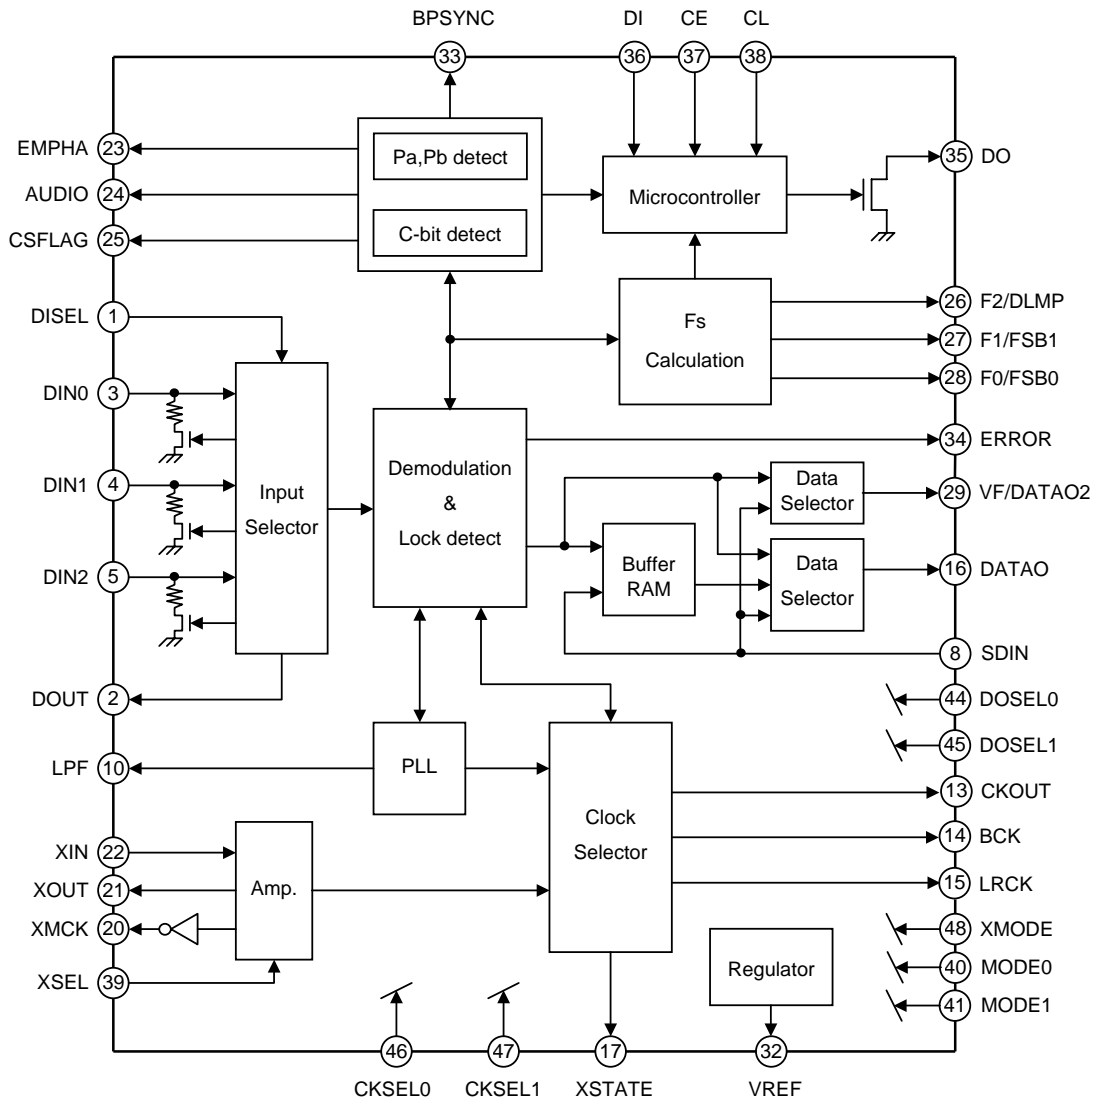 BPSYNC DI CE CL
33 36 37 38
EMPHA 23
Pa,Pb detect
35 DO
AUDIO 24
Microcontroller
CSFLAG 25
C-bit detect
26 F2/DLMP
DISEL 1
Fs
Calculation
27 F1/FSB1
28 F0/FSB0
DIN0 3
34 ERROR
Demodulation
&
Lock detect
Data
Selector
29 VF/DATAO2
DIN1 4
Input
Selector
Buffer
RAM
Data
Selector
16 DATAO
DIN2 5
8 SDIN
DOUT 2
44 DOSEL0
45 DOSEL1
LPF 10
PLL
13 CKOUT
Clock
Selector
14 BCK
XIN 22
XOUT 21
Amp.
15 LRCK
XMCK 20
48 XMODE
XSEL 39
Regulator
40 MODE0
41 MODE1
46 47 17 32
CKSEL0 CKSEL1 XSTATE VREF